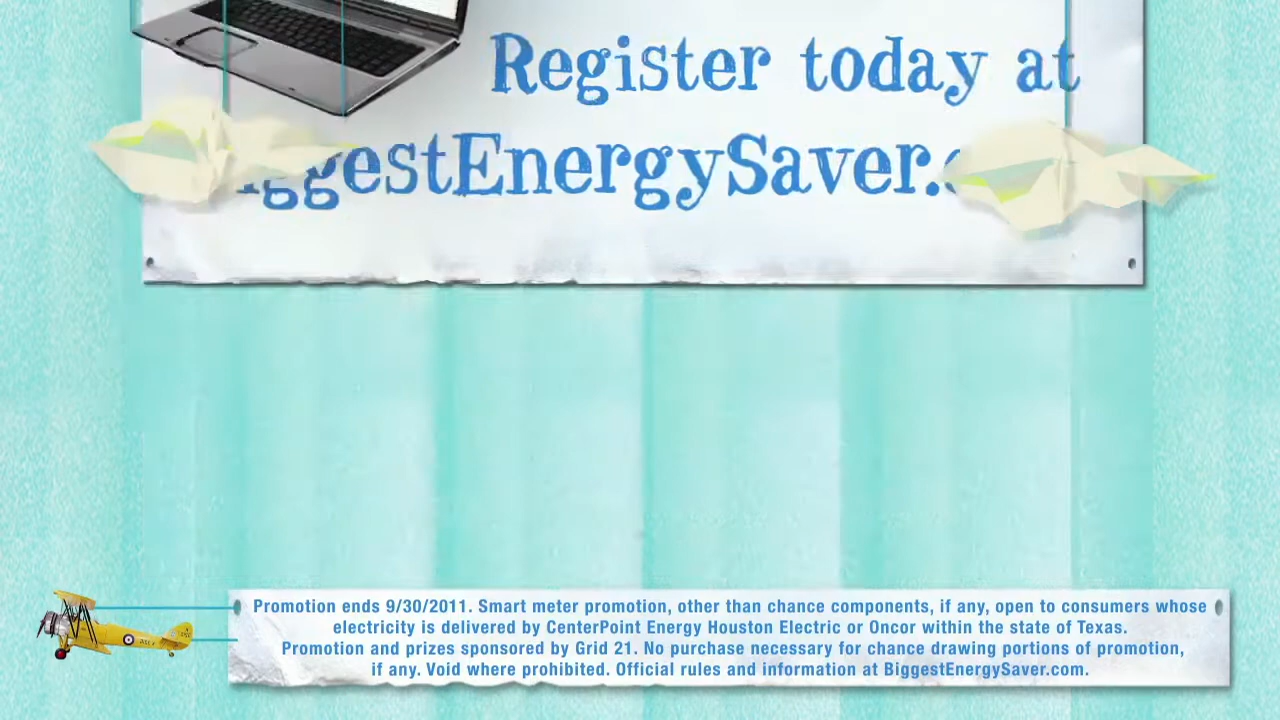 Register today at
ggestEnergySaver.
Promotion ends 9/30/2011. Smart meter promotion, other than chance components, if any, open to consumers whose
electricity is delivered by CenterPoint Energy Houston Electric or Oncor within the state of Texas.
Promotion and prizes sponsored by Grid 21. No purchase necessary for chance drawing portions of promotion,
if any. Void where prohibited. Official rules and information at BiggestEnergySaver.com.